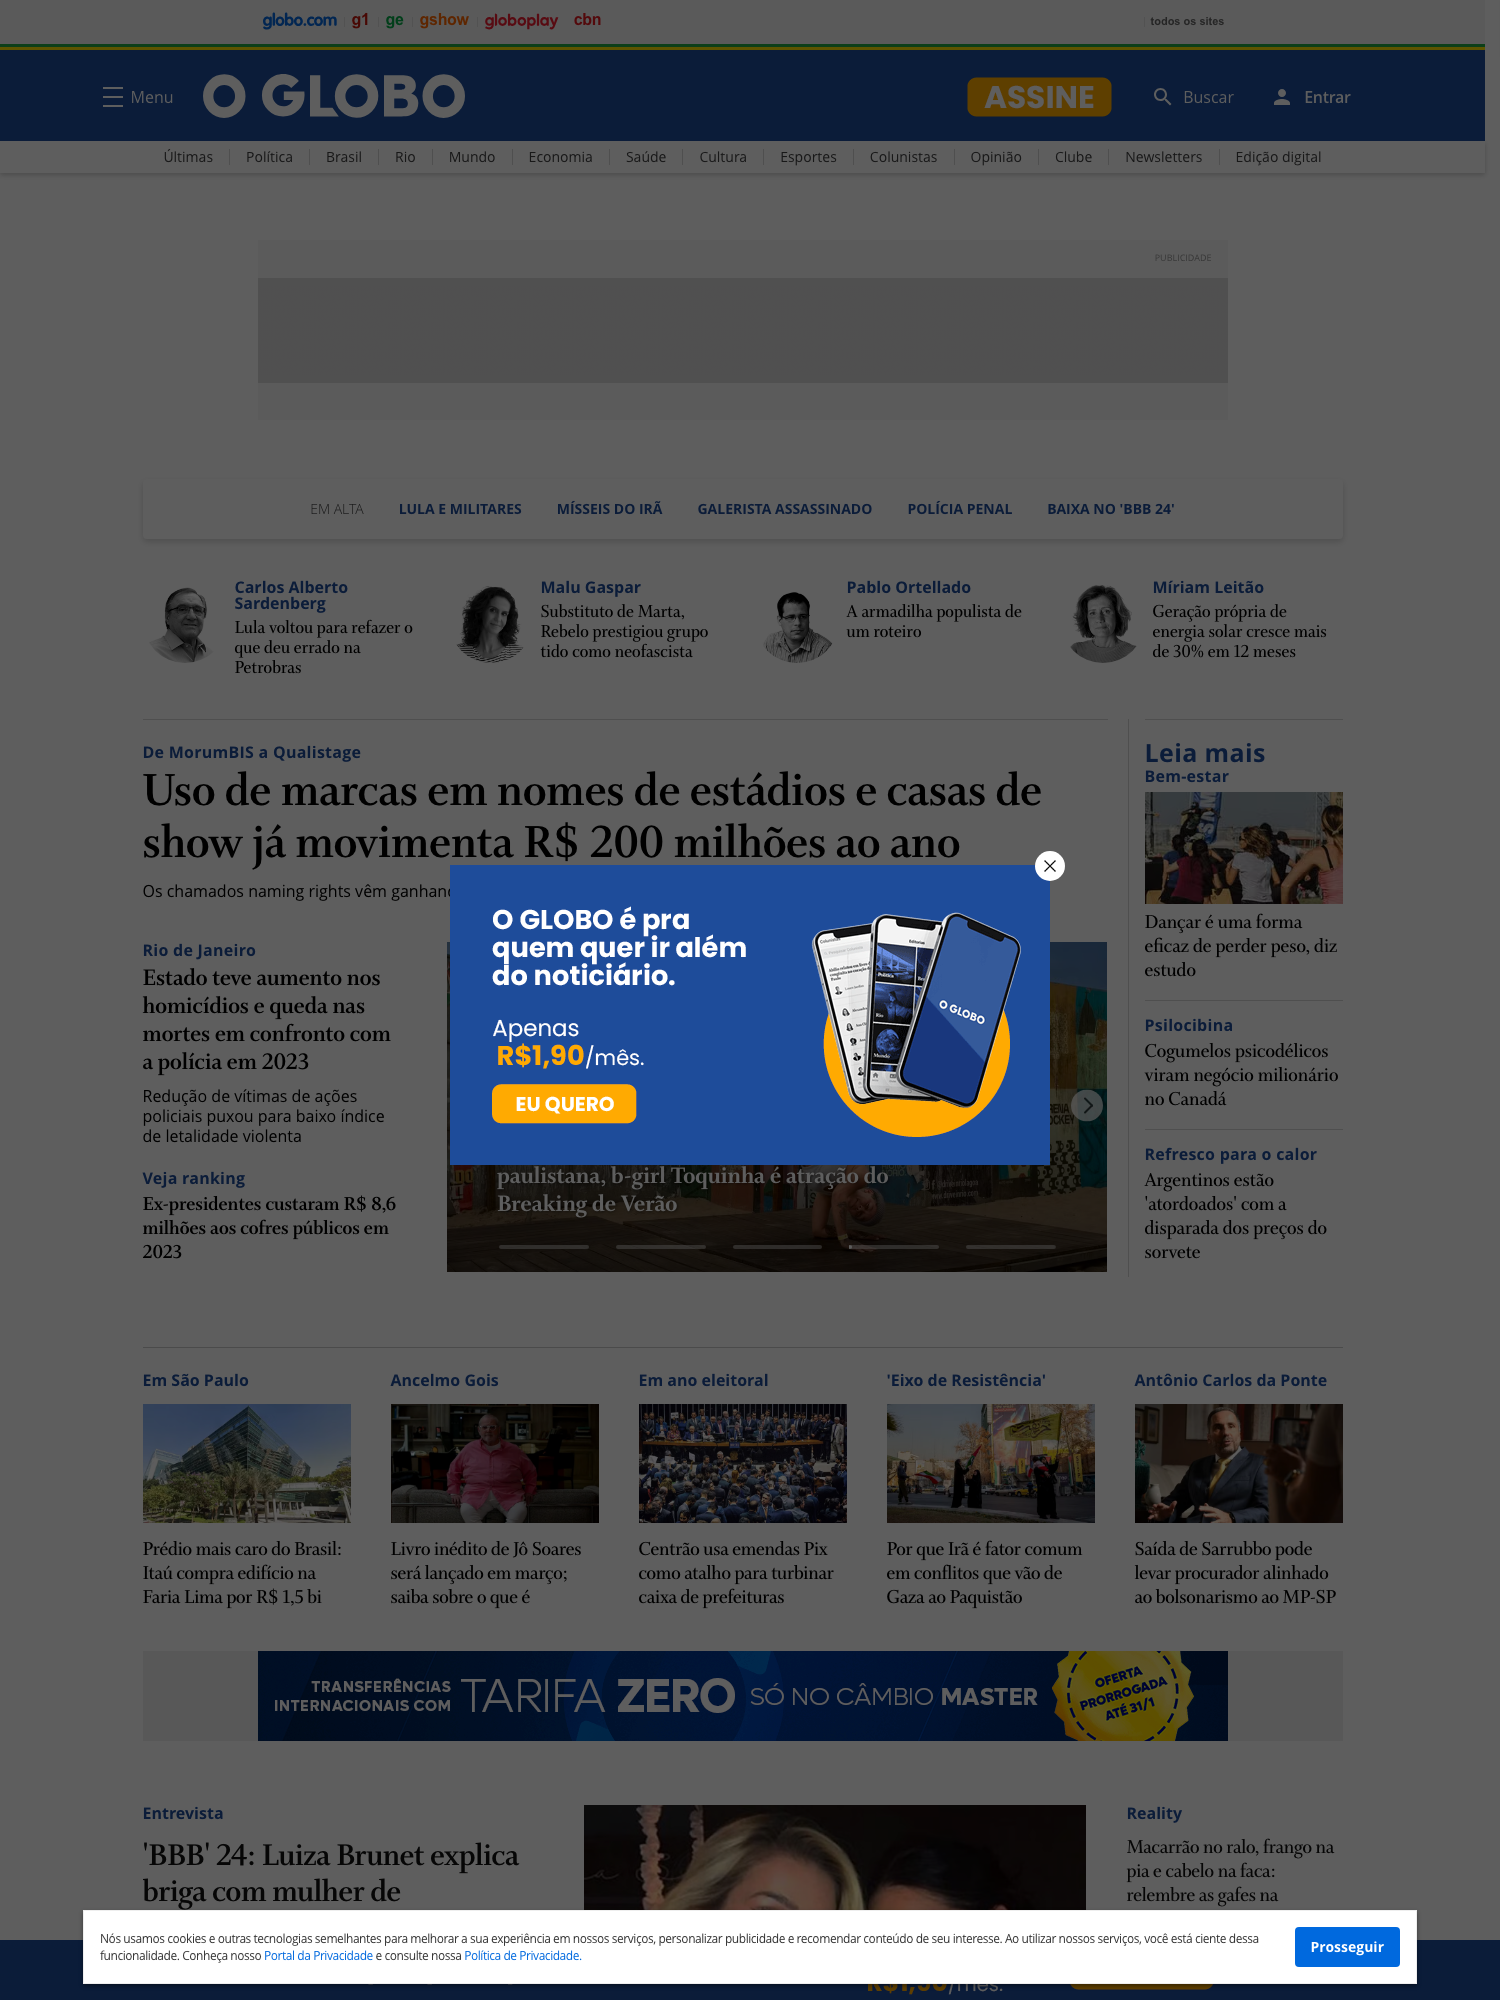 globo.com g1 ge gshow globoplay cbn todos os sites
Menu O GLOBO ASSINE Buscar Entrar
Últimas Política Brasil Rio Mundo Economia Saúde Cultura Esportes Colunistas Opinião Clube Newsletters Edição digital
PUBLICIDADE
EM ALTA LULA E MILITARES MÍSSEIS DO IRÃ GALERISTA ASSASSINADO POLÍCIA PENAL BAIXA NO 'BBB 24'
Carlos Alberto
Sardenberg
Lula voltou para refazer o
que deu errado na
Petrobras
Malu Gaspar
Substituto de Marta,
Rebelo prestigiou grupo
tido como neofascista
Pablo Ortellado
A armadilha populista de
um roteiro
Míriam Leitão
Geração própria de
energia solar cresce mais
de 30% em 12 meses
De MorumBIS a Qualistage
Uso de marcas em nomes de estádios e casas de
show já movimenta R$ 200 milhões ao ano
Os chamados naming rights vêm
Rio de Janeiro
Estado teve aumento nos
homicídios e queda nas
mortes em confronto com
a polícia em 2023
Redução de vítimas de ações
policiais puxou para baixo índice
de letalidade violenta
Veja ranking
Ex-presidentes custaram R$ 8,6
milhões aos cofres públicos em
2023
O GLOBO é pra
quem quer ir além
do noticiário.
Apenas
R$1,90/mês.
EU QUERO
Editorias
Política
Rio
Mundo
O GLOBO
paulistana, b-girl Toquinha é atração do
Breaking de Verão
Leia mais
Bem-estar
Dançar é uma forma
eficaz de perder peso, diz
estudo
Psilocibina
Cogumelos psicodélicos
viram negócio milionário
no Canadá
Refresco para o calor
Argentinos estão
'atordoados' com a
disparada dos preços do
sorvete
Em São Paulo
Prédio mais caro do Brasil:
Itaú compra edifício na
Faria Lima por R$ 1,5 bi
Ancelmo Gois
Livro inédito de Jô Soares
será lançado em março;
saiba sobre o que é
Em ano eleitoral
Centrão usa emendas Pix
como atalho para turbinar
caixa de prefeituras
'Eixo de Resistência'
Por que Irã é fator comum
em conflitos que vão de
Gaza ao Paquistão
Antônio Carlos da Ponte
Saída de Sarrubbo pode
levar procurador alinhado
ao bolsonarismo ao MP-SP
TRANSFERÊNCIAS
INTERNACIONAIS COM TARIFA ZERO SÓ NO CÂMBIO MASTER
OFERTA
PRORROGADA
ATÉ 31/1
Entrevista
'BBB' 24: Luiza Brunet explica
briga com mulher de
Reality
Macarrão no ralo, frango na
pia e cabelo na faca:
relembre as gafes na
Nós usamos cookies e outras tecnologias semelhantes para melhorar a sua experiência em nossos serviços, personalizar publicidade e recomendar conteúdo de seu interesse. Ao utilizar nossos serviços, você está ciente dessa
funcionalidade. Conheça nosso Portal da Privacidade e consulte nossa Política de Privacidade.
Prosseguir
R$1,90/mês.